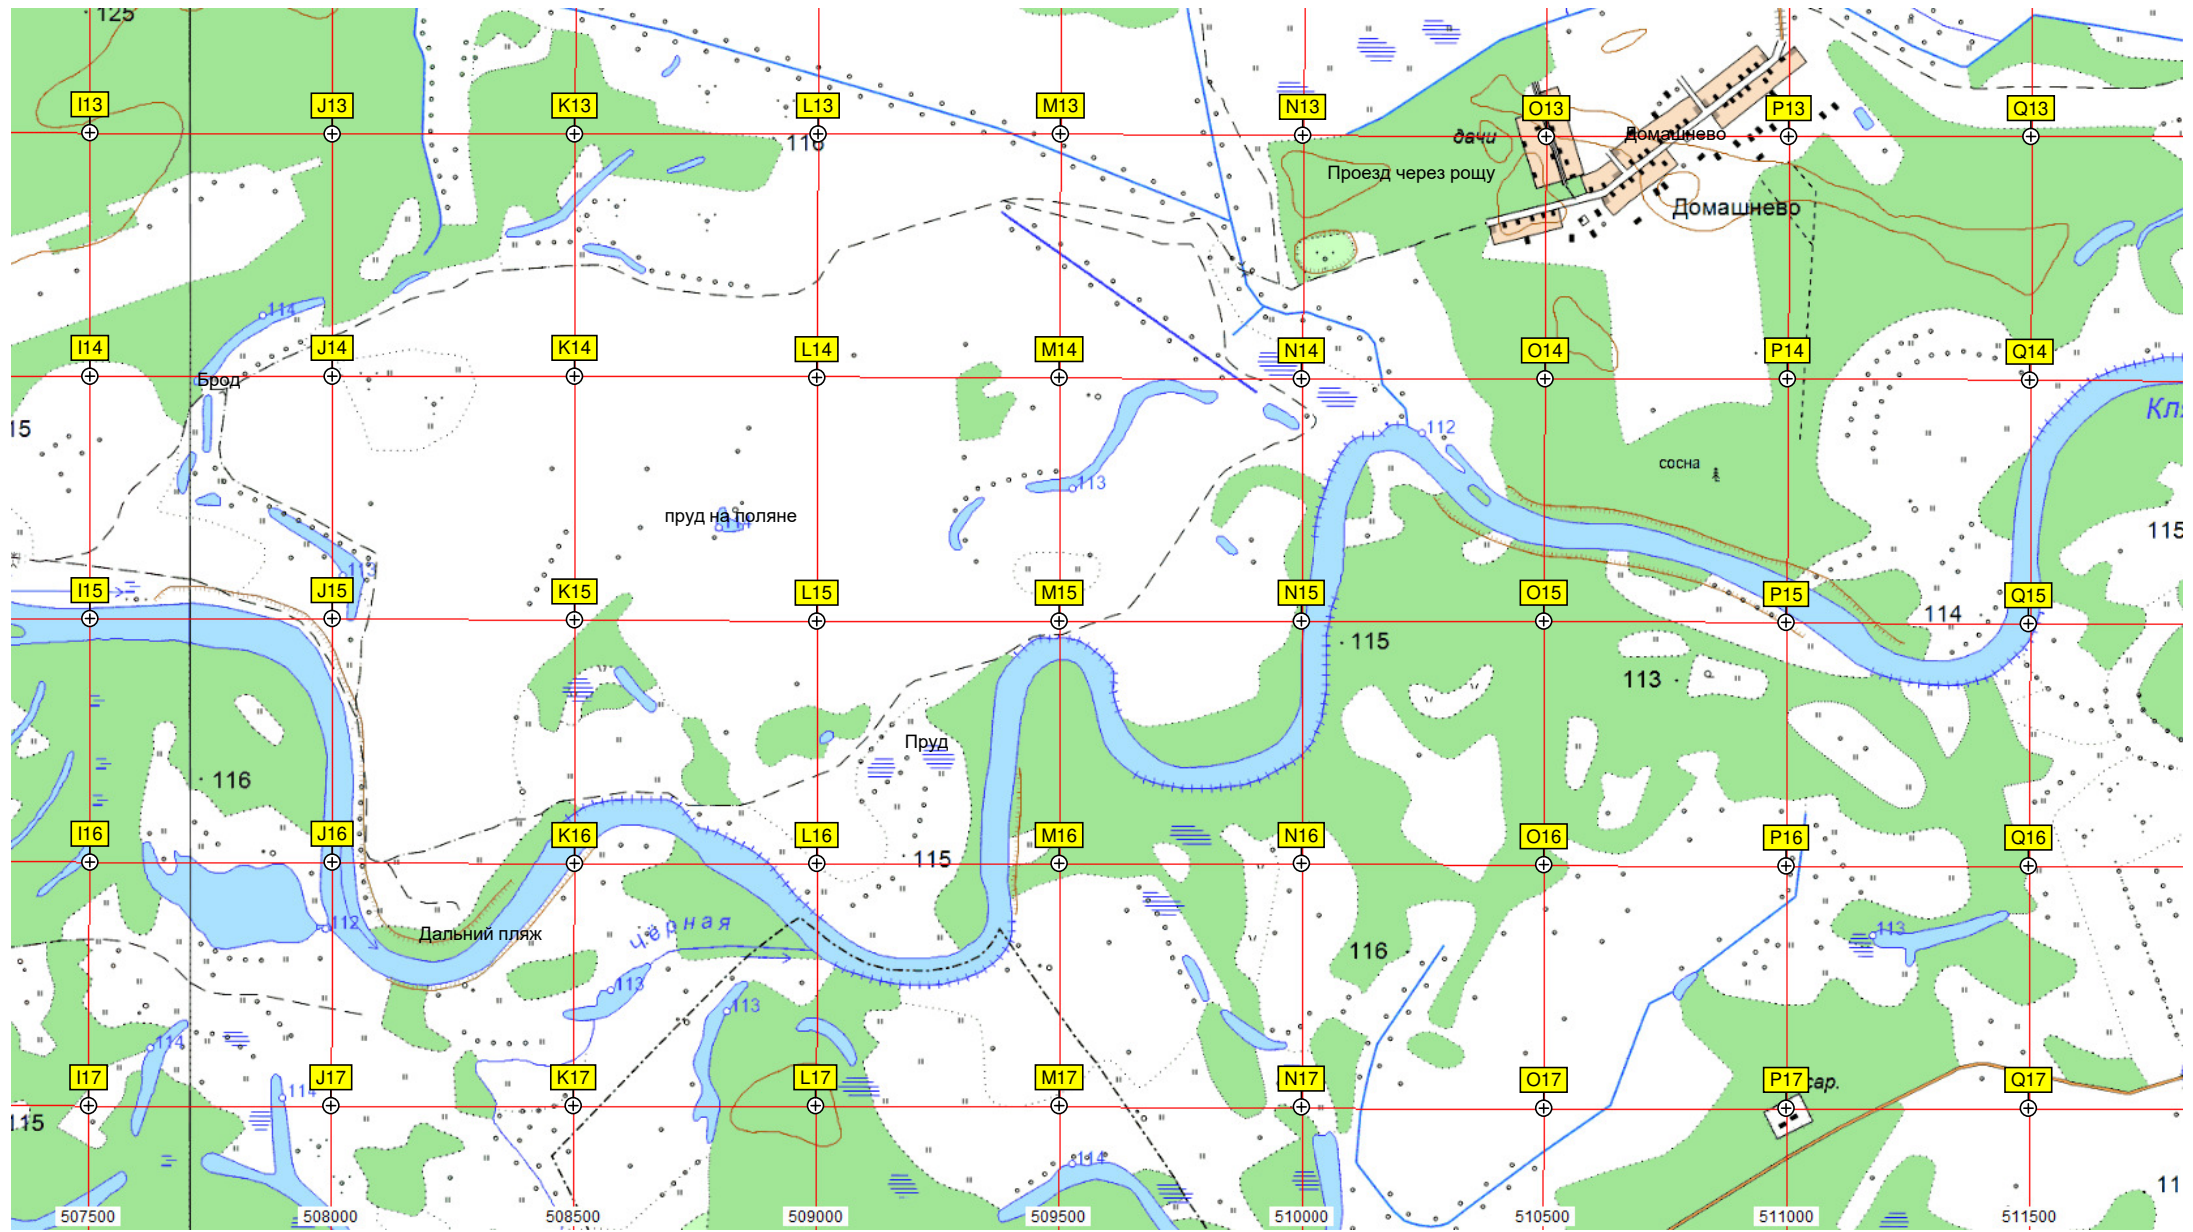 125
I13 J13 K13 L13 M13 N13 O13 P13 Q13
116
дачи
Домашнево
Проезд через рощу
Домашнево
114
I14 J14 K14 L14 M14 N14 O14 P14 Q14
Брод
15
112
сосна
113
пруд на поляне
115
113
I15 J15 K15 L15 M15 N15 O15 P15 Q15
114
115
113
Пруд
116
I16 J16 K16 L16 M16 N16 O16 P16 Q16
115
112
Чёрная
Дальний пляж
113
116
113
113
114
I17 J17 K17 L17 M17 N17 O17 P17 Q17
сар.
114
115
114
11
507500 508000 508500 509000 509500 510000 510500 511000 511500